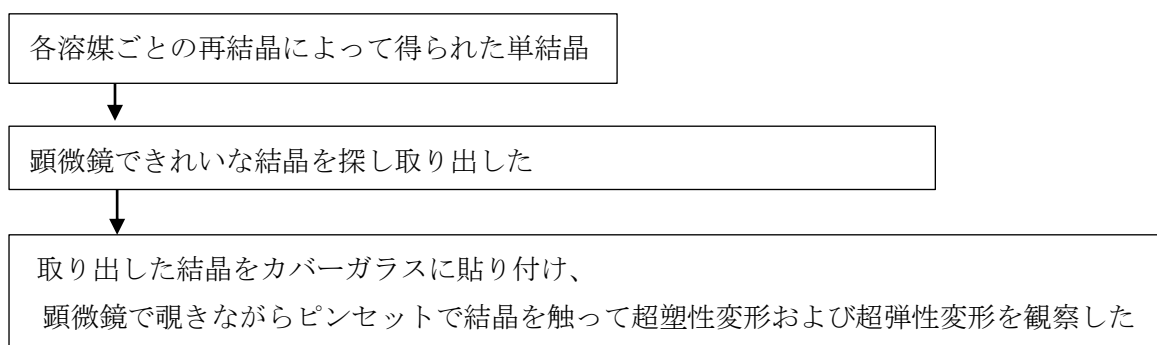 各溶媒ごとの再結晶によって得られた単結晶
顕微鏡できれいな結晶を探し取り出した
取り出した結晶をカバーガラスに貼り付け、
顕微鏡で覗きながらピンセットで結晶を触って超塑性変形および超弾性変形を観察した